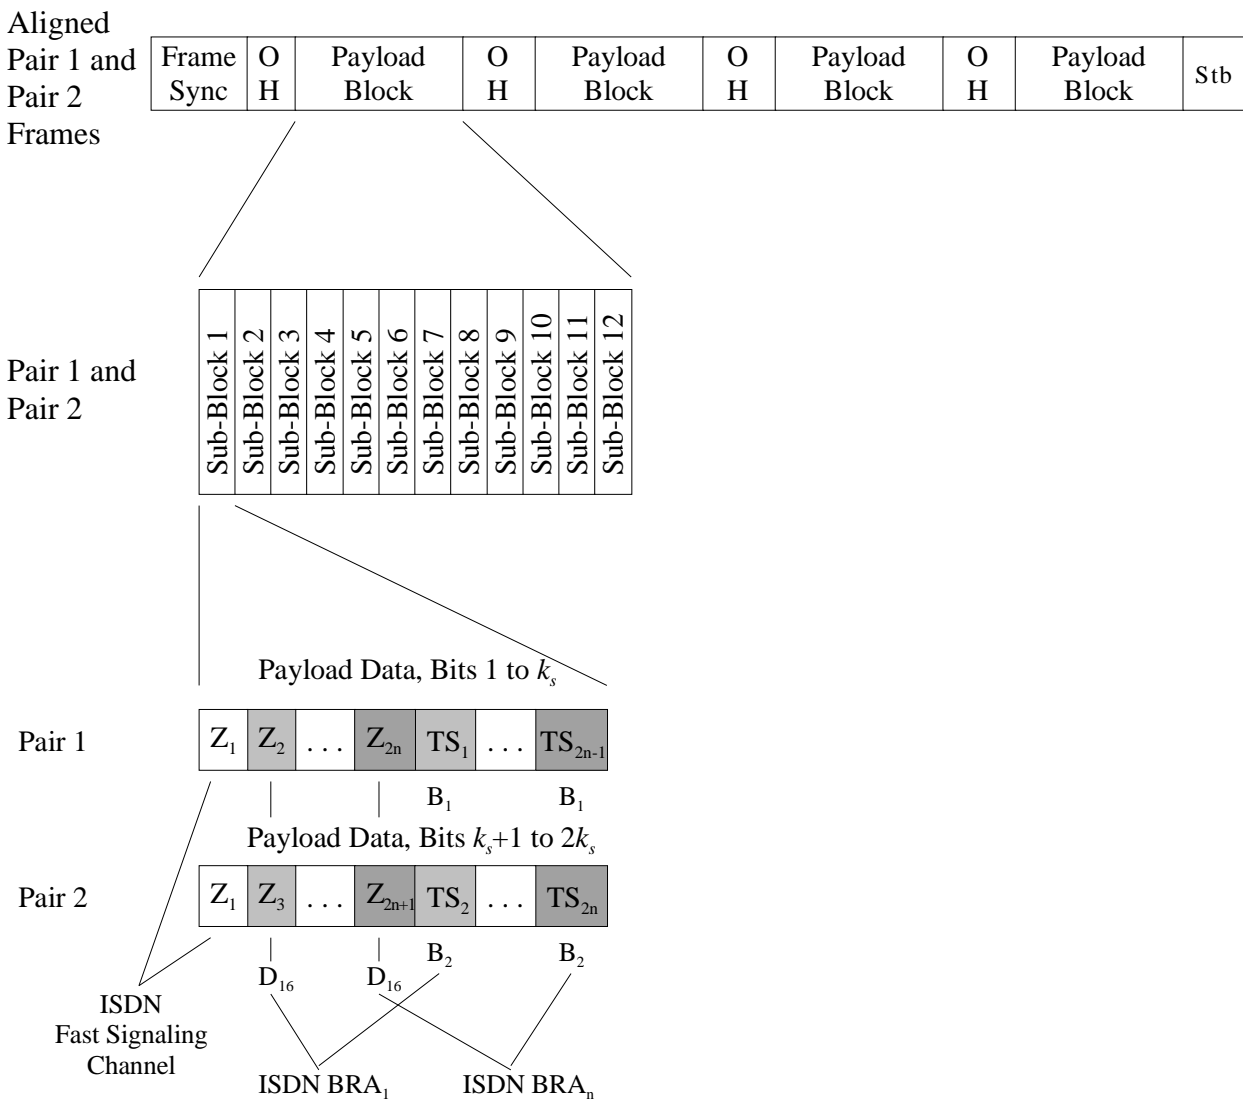 Aligned
Pair 1 and
Pair 2
Frames
Frame Sync
O H
Payload Block
O H
Payload Block
O H
Payload Block
O H
Payload Block
Stb
Pair 1 and
Pair 2
Sub-Block 1
Sub-Block 2
Sub-Block 3
Sub-Block 4
Sub-Block 5
Sub-Block 6
Sub-Block 7
Sub-Block 8
Sub-Block 9
Sub-Block 10
Sub-Block 11
Sub-Block 12
Payload Data, Bits 1 to kₛ
Pair 1
Z₁ Z₂ . . . Z₂ₙ TS₁ . . . TS₂ₙ₋₁
B₁ B₁
Payload Data, Bits kₛ+1 to 2kₛ
Pair 2
Z₁ Z₃ . . . Z₂ₙ₊₁ TS₂ . . . TS₂ₙ
B₂ B₂
D₁₆ D₁₆
ISDN
Fast Signaling
Channel
ISDN BRA₁ ISDN BRAₙ